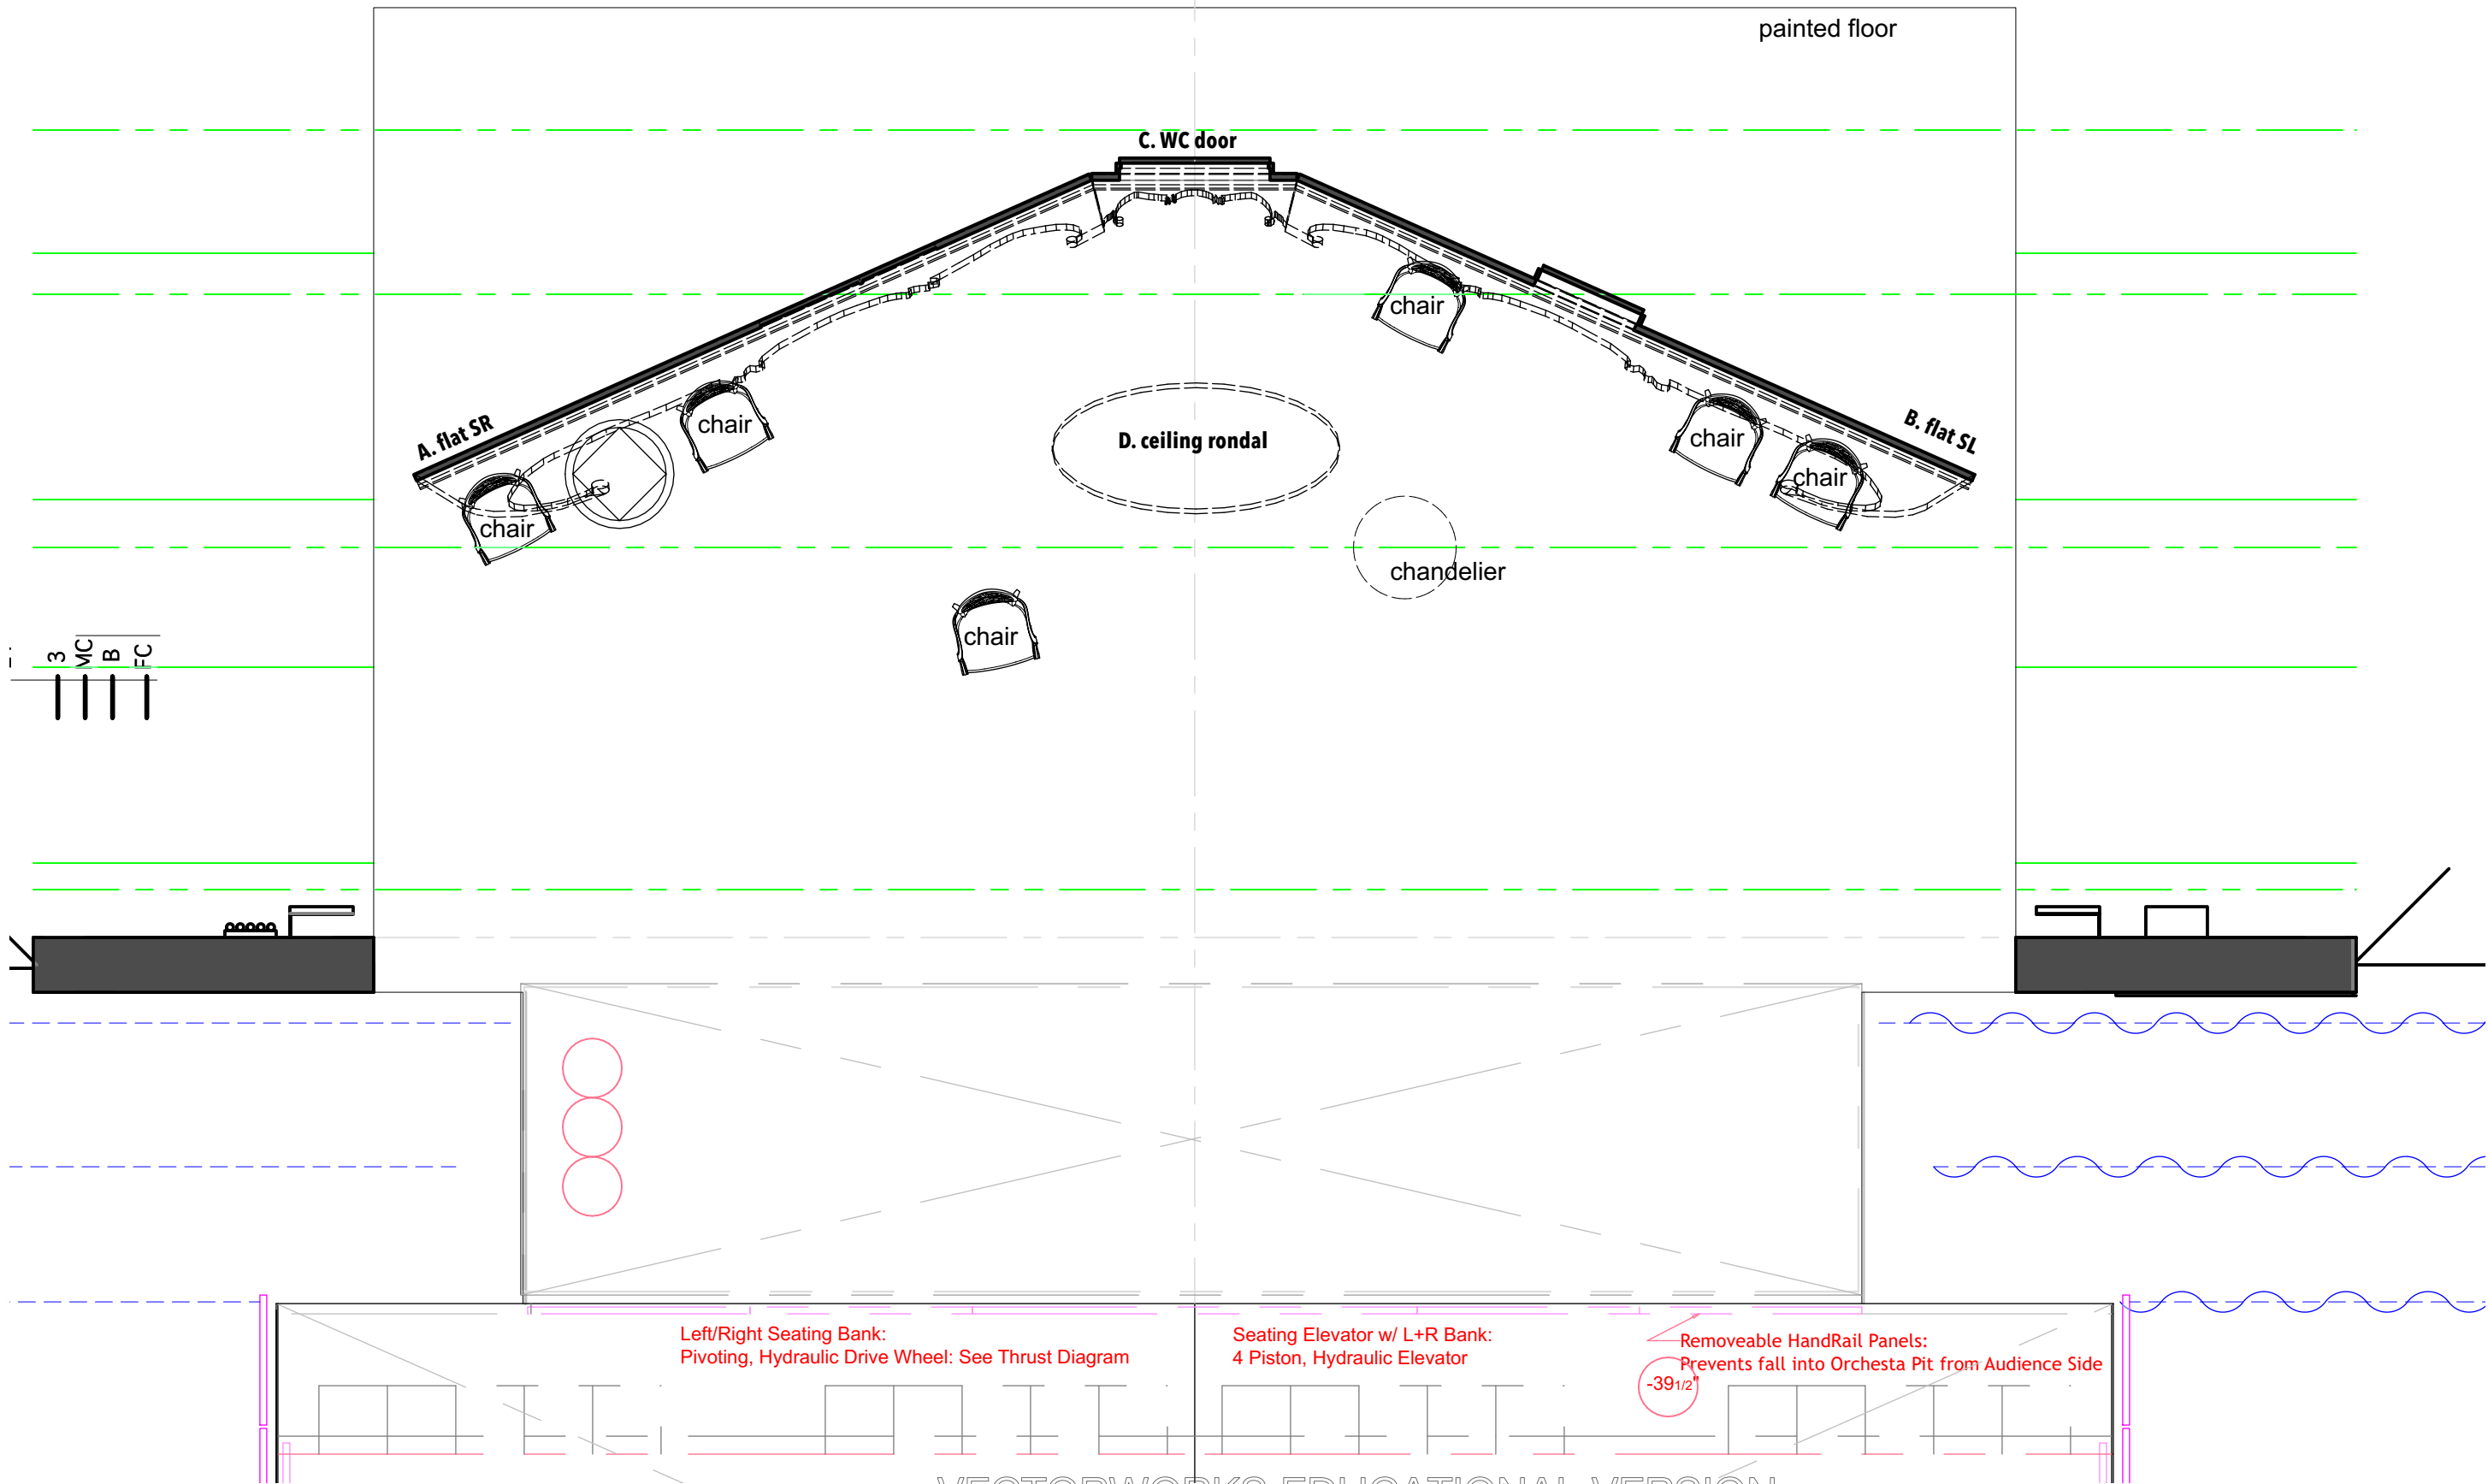 painted floor
C. WC door
chair
A. flat SR
chair
D. ceiling rondal
B. flat SL
chair
chair
chair
chandelier
chair
3
MC
B
FC
Left/Right Seating Bank:
Pivoting, Hydraulic Drive Wheel: See Thrust Diagram
Seating Elevator w/ L+R Bank:
4 Piston, Hydraulic Elevator
Removeable HandRail Panels:
Prevents fall into Orchesta Pit from Audience Side
-39 1/2"
VECTORWORKS EDUCATIONAL VERSION